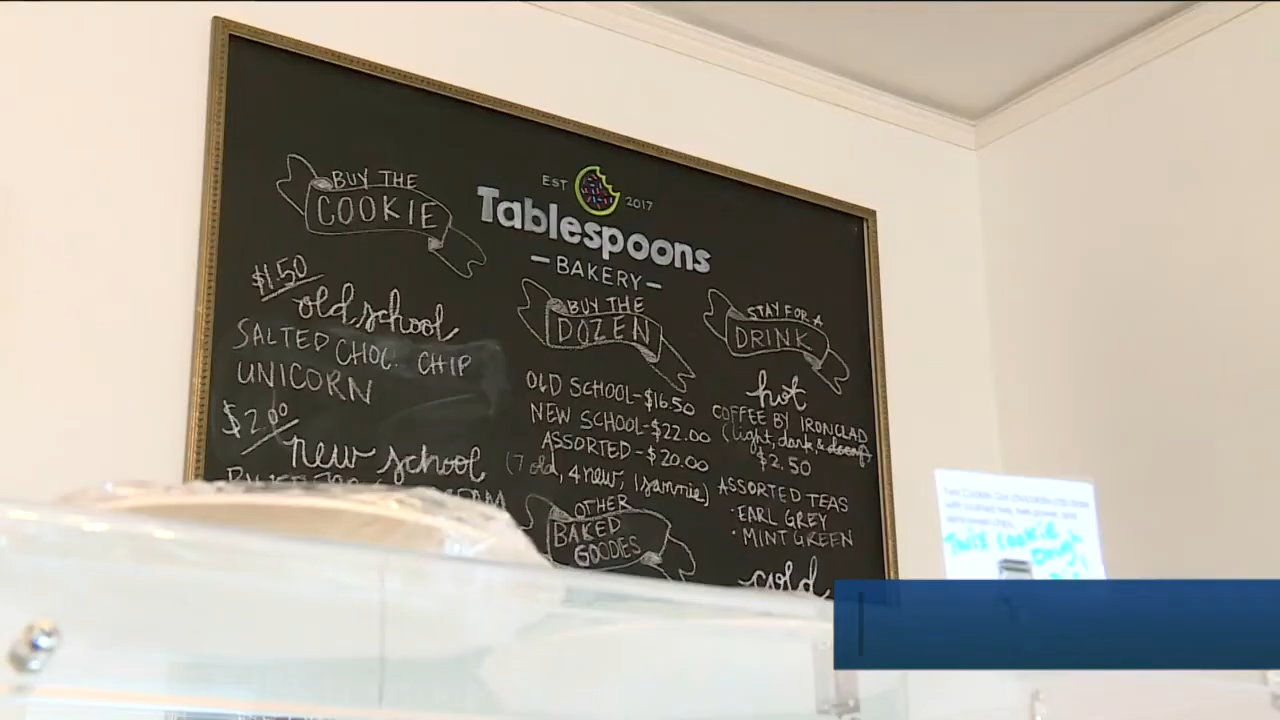 EST 2017
Tablespoons
BAKERY
BUY THE
COOKIE
$1.50
old school
SALTED CHOC. CHIP
UNICORN
$2.00
new school
BUY THE
DOZEN
OLD SCHOOL-$16.50
NEW SCHOOL-$22.00
ASSORTED-$20.00
(7 old, 4 new, 1 sammie)
OTHER
BAKED
GOODIES
STAY FOR A
DRINK
hot
COFFEE BY IRONCLAD
(light, dark, & decaf)
$2.50
ASSORTED TEAS
· EARL GREY
· MINT GREEN
cold
Twix Cookie